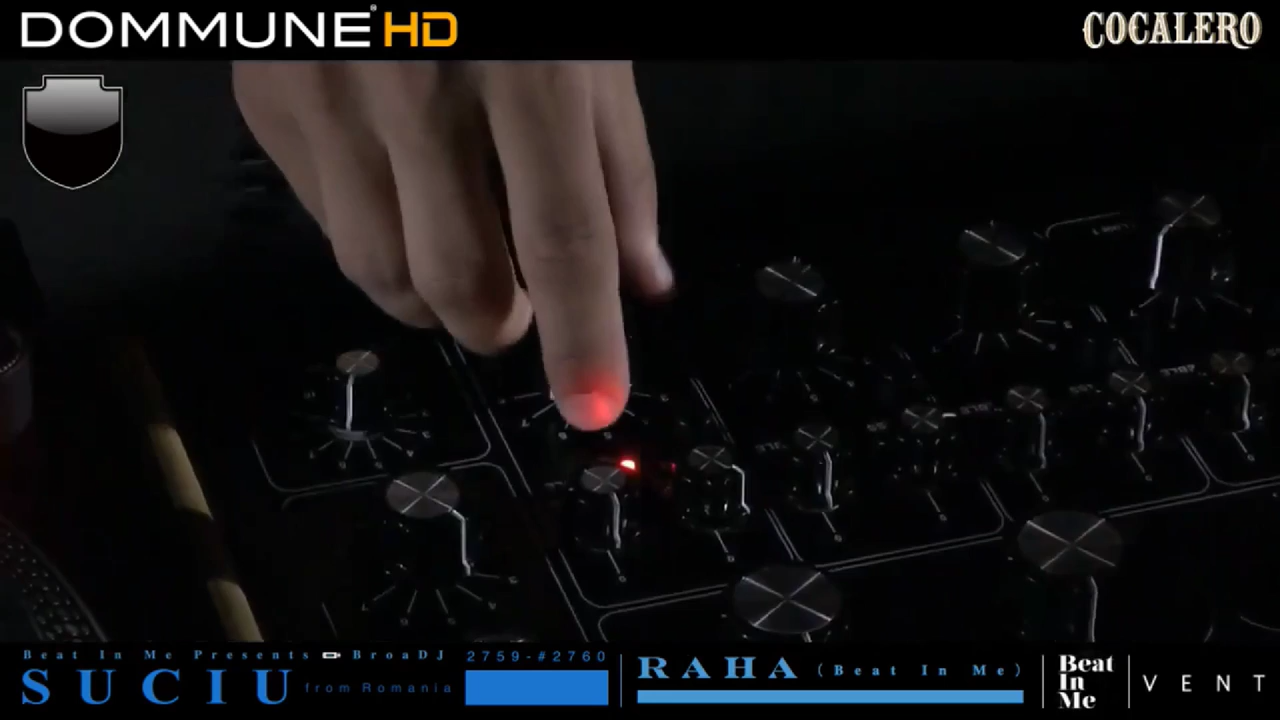 DOMMUNE® HD
COCALERO
Beat In Me Presents BroaDJ
2759-#2760
SUCIU from Romania
RAHA (Beat In Me)
Beat
In
Me
VENT